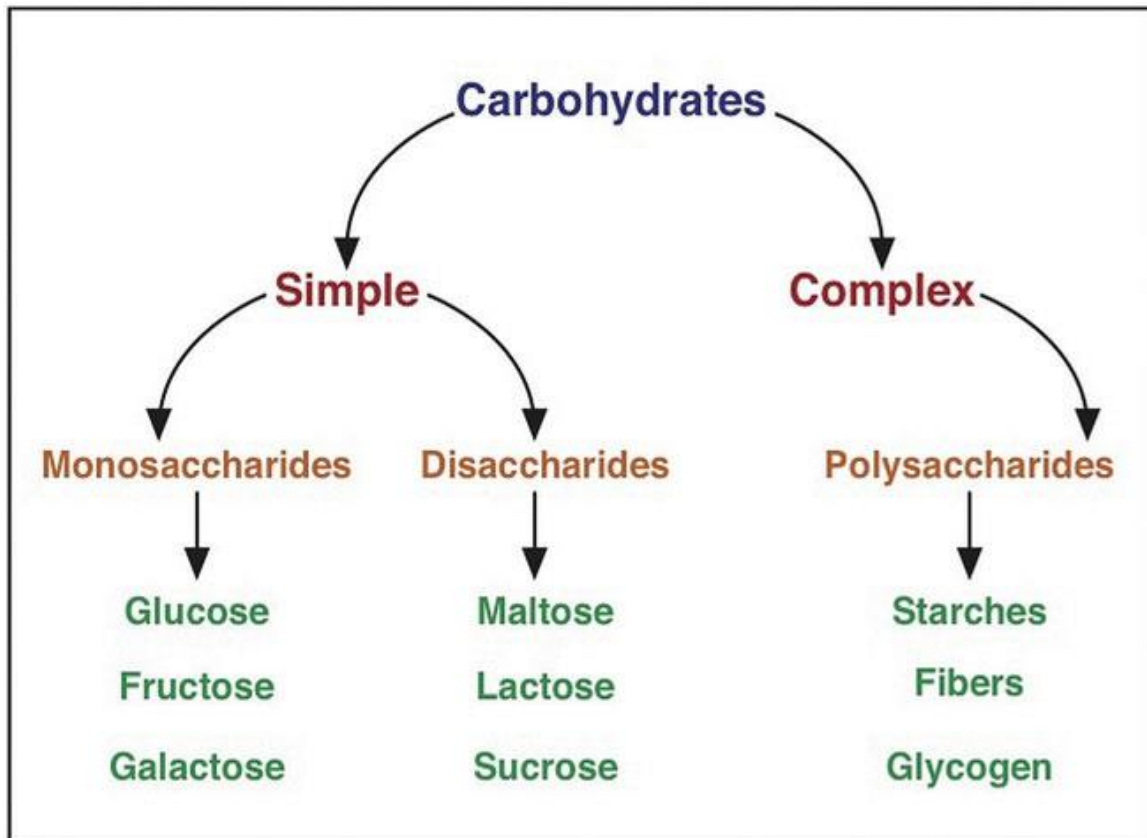 Carbohydrates
Simple
Complex
Monosaccharides
Disaccharides
Polysaccharides
Glucose
Maltose
Starches
Fructose
Lactose
Fibers
Galactose
Sucrose
Glycogen